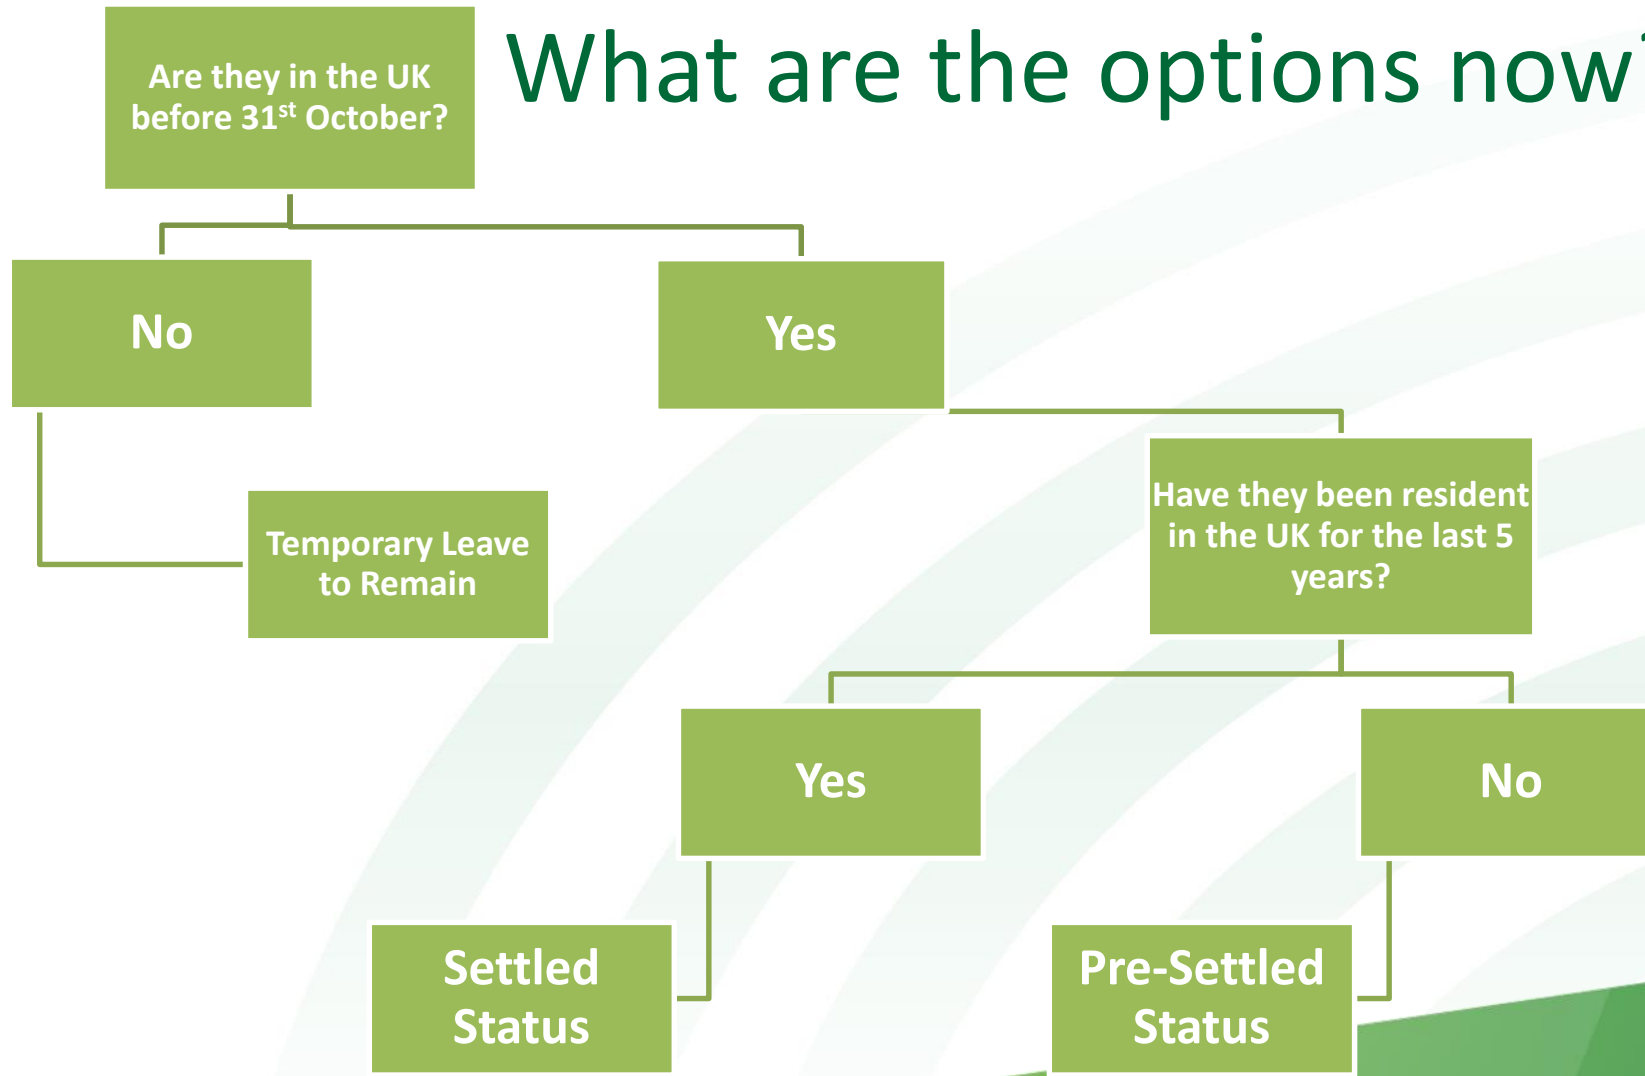 What are the options now?
Are they in the UK
before 31st October?
No
Yes
Temporary Leave
to Remain
Have they been resident
in the UK for the last 5
years?
Yes
No
Settled
Status
Pre-Settled
Status